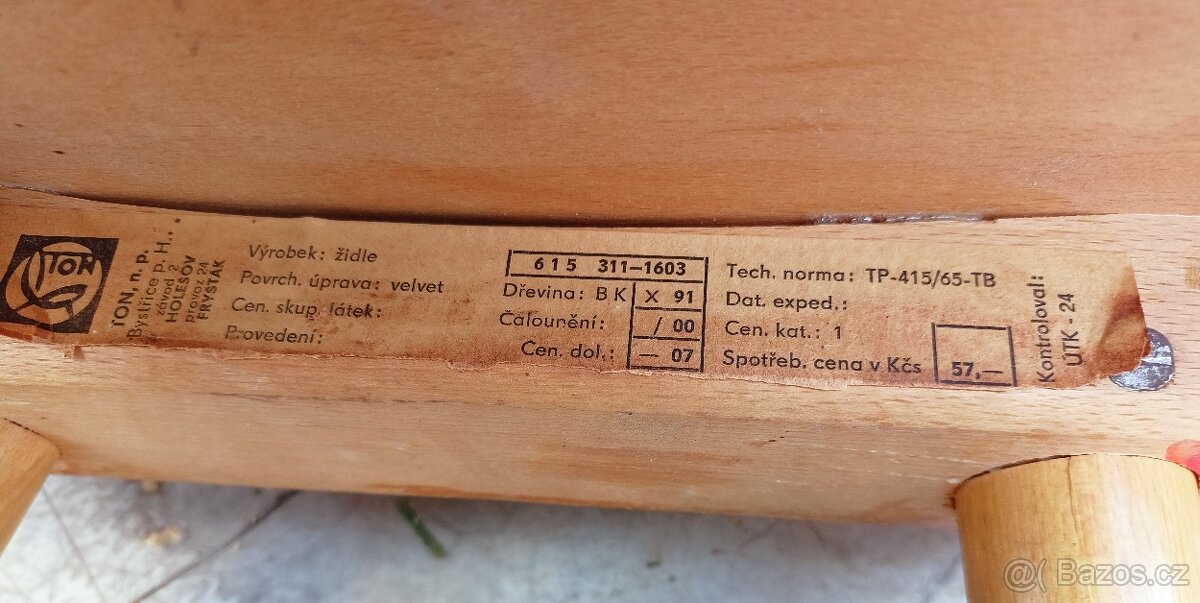 TON
TON, n. p.
Bystřice p. H.,
závod 2
HOLEŠOV
provoz 24
FRYŠTÁK
Výrobek: židle
Povrch. úprava: velvet
Cen. skup. látek:
Provedení:
615 311-1603
Dřevina: BK X 91
Čalounění: / 00
Cen. dol.: — 07
Tech. norma: TP-415/65-TB
Dat. exped.:
Cen. kat.: 1
Spotřeb. cena v Kčs 57,—
Kontroloval:
ÚTK - 24
@( Bazos.cz